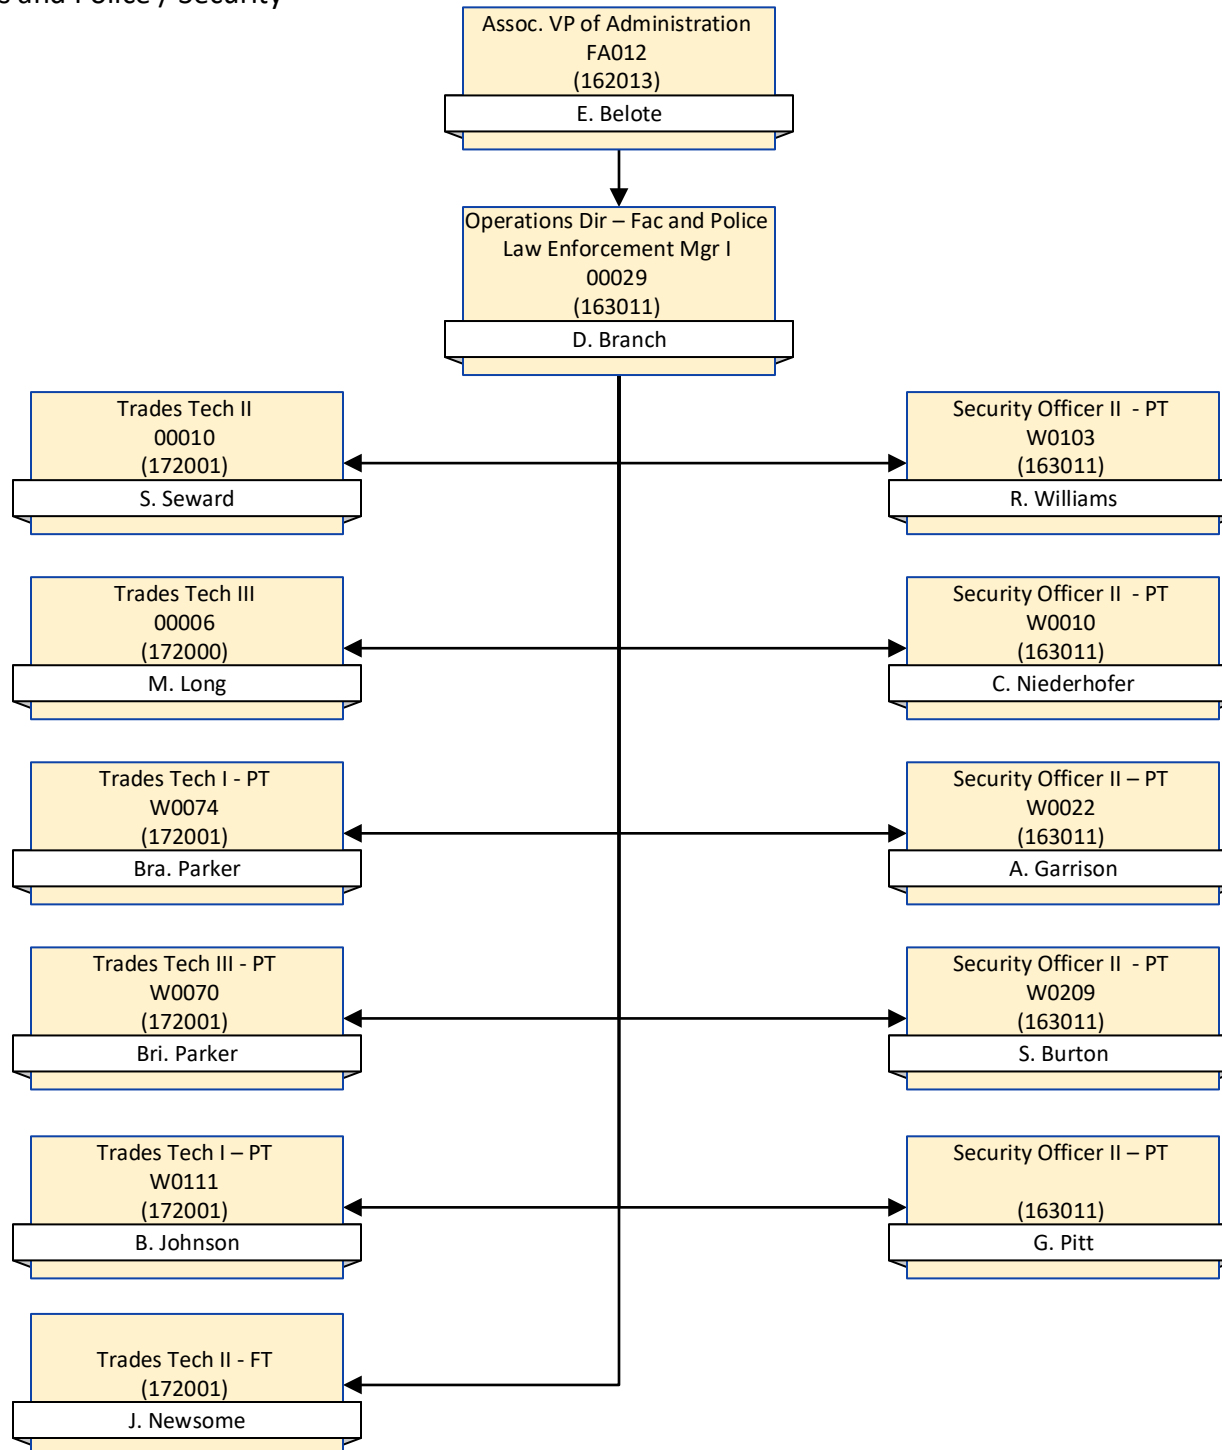 s and Police / Security
Assoc. VP of Administration
FA012
(162013)
E. Belote
Operations Dir – Fac and Police
Law Enforcement Mgr I
00029
(163011)
D. Branch
Trades Tech II
00010
(172001)
S. Seward
Security Officer II  - PT
W0103
(163011)
R. Williams
Trades Tech III
00006
(172000)
M. Long
Security Officer II  - PT
W0010
(163011)
C. Niederhofer
Trades Tech I - PT
W0074
(172001)
Bra. Parker
Security Officer II – PT
W0022
(163011)
A. Garrison
Trades Tech III - PT
W0070
(172001)
Bri. Parker
Security Officer II  - PT
W0209
(163011)
S. Burton
Trades Tech I – PT
W0111
(172001)
B. Johnson
Security Officer II – PT
(163011)
G. Pitt
Trades Tech II - FT
(172001)
J. Newsome